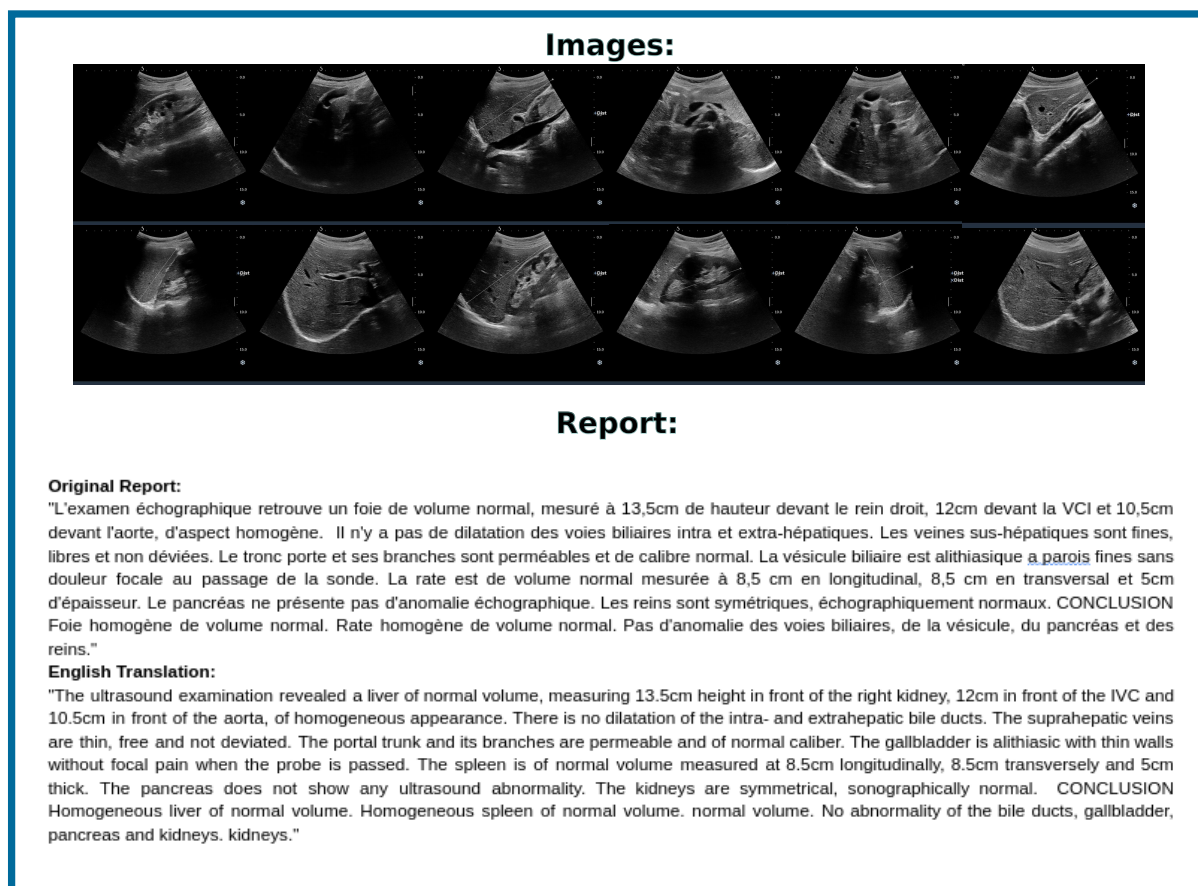 Images:
Dist
Dist
Dist
Dist
Dist
Dist
Dist
Report:
Original Report:
"L'examen échographique retrouve un foie de volume normal, mesuré à 13,5cm de hauteur devant le rein droit, 12cm devant la VCI et 10,5cm
devant l'aorte, d'aspect homogène.  Il n'y a pas de dilatation des voies biliaires intra et extra-hépatiques. Les veines sus-hépatiques sont fines,
libres et non déviées. Le tronc porte et ses branches sont perméables et de calibre normal. La vésicule biliaire est alithiasique a parois fines sans
douleur focale au passage de la sonde. La rate est de volume normal mesurée à 8,5 cm en longitudinal, 8,5 cm en transversal et 5cm
d'épaisseur. Le pancréas ne présente pas d'anomalie échographique. Les reins sont symétriques, échographiquement normaux. CONCLUSION
Foie homogène de volume normal. Rate homogène de volume normal. Pas d'anomalie des voies biliaires, de la vésicule, du pancréas et des
reins."
English Translation:
"The ultrasound examination revealed a liver of normal volume, measuring 13.5cm height in front of the right kidney, 12cm in front of the IVC and
10.5cm in front of the aorta, of homogeneous appearance. There is no dilatation of the intra- and extrahepatic bile ducts. The suprahepatic veins
are thin, free and not deviated. The portal trunk and its branches are permeable and of normal caliber. The gallbladder is alithiasic with thin walls
without focal pain when the probe is passed. The spleen is of normal volume measured at 8.5cm longitudinally, 8.5cm transversely and 5cm
thick. The pancreas does not show any ultrasound abnormality. The kidneys are symmetrical, sonographically normal.  CONCLUSION
Homogeneous liver of normal volume. Homogeneous spleen of normal volume. normal volume. No abnormality of the bile ducts, gallbladder,
pancreas and kidneys. kidneys."